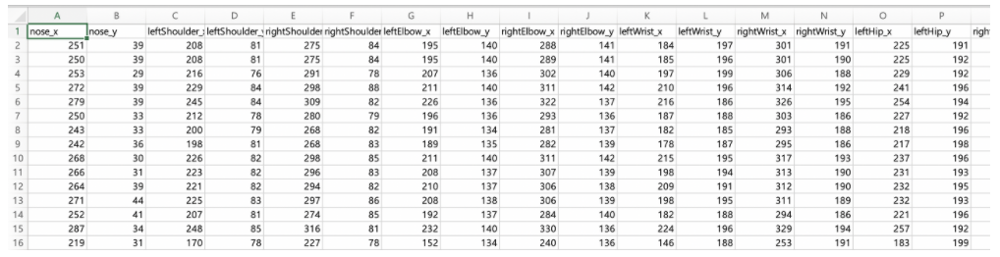 A B C D E F G H I J K L M N O P
1 nose_x nose_y leftShoulder_ leftShoulder_ rightShoulder rightShoulder leftElbow_x leftElbow_y rightElbow_x rightElbow_y leftWrist_x leftWrist_y rightWrist_x rightWrist_y leftHip_x leftHip_y righ
2 251 39 208 81 275 84 195 140 288 141 184 197 301 191 225 191
3 250 39 208 81 275 84 195 140 289 141 185 196 301 190 225 192
4 253 29 216 76 291 78 207 136 302 140 197 199 306 188 229 192
5 272 39 229 84 298 88 211 140 311 142 210 196 314 192 241 196
6 279 39 245 84 309 82 226 136 322 137 216 186 326 195 254 194
7 250 33 212 78 280 79 196 136 293 136 187 188 303 186 227 192
8 243 33 200 79 268 82 191 134 281 137 182 185 293 188 218 196
9 242 36 198 81 268 83 189 135 282 139 178 187 295 186 217 198
10 268 30 226 82 298 85 211 140 311 142 215 195 317 193 237 196
11 266 31 223 82 296 83 208 137 307 139 198 194 313 190 231 193
12 264 39 221 82 294 82 210 137 306 138 209 191 312 190 232 195
13 271 44 225 83 297 86 208 138 306 139 198 195 311 189 232 193
14 252 41 207 81 274 85 192 137 284 140 182 188 294 186 221 196
15 287 34 248 85 316 81 232 140 330 136 224 196 329 194 257 192
16 219 31 170 78 227 78 152 134 240 136 146 188 253 191 183 199